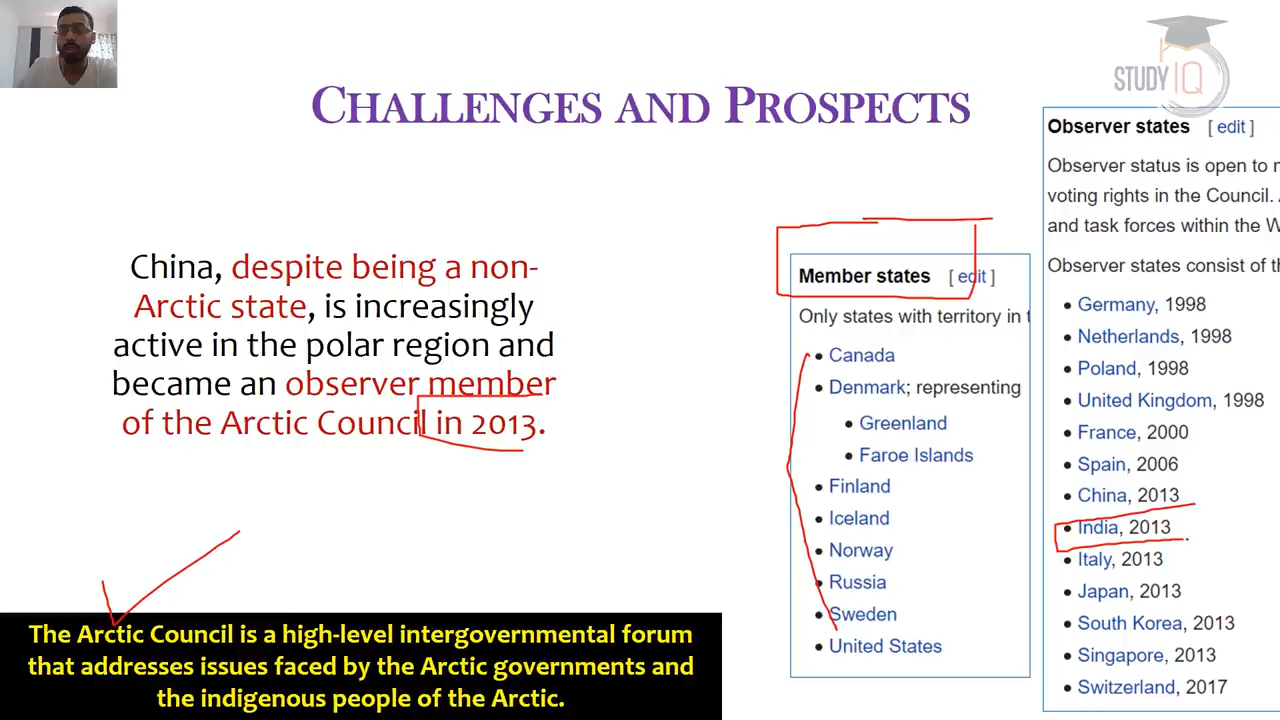 STUDY IQ
CHALLENGES AND PROSPECTS
China, despite being a non-
Arctic state, is increasingly
active in the polar region and
became an observer member
of the Arctic Council in 2013.
The Arctic Council is a high-level intergovernmental forum
that addresses issues faced by the Arctic governments and
the indigenous people of the Arctic.
Member states [ edit ]
Only states with territory in
Canada
Denmark; representing
Greenland
Faroe Islands
Finland
Iceland
Norway
Russia
Sweden
United States
Observer states [ edit ]
Observer status is open to
voting rights in the Council.
and task forces within the
Observer states consist of
Germany, 1998
Netherlands, 1998
Poland, 1998
United Kingdom, 1998
France, 2000
Spain, 2006
China, 2013
India, 2013
Italy, 2013
Japan, 2013
South Korea, 2013
Singapore, 2013
Switzerland, 2017